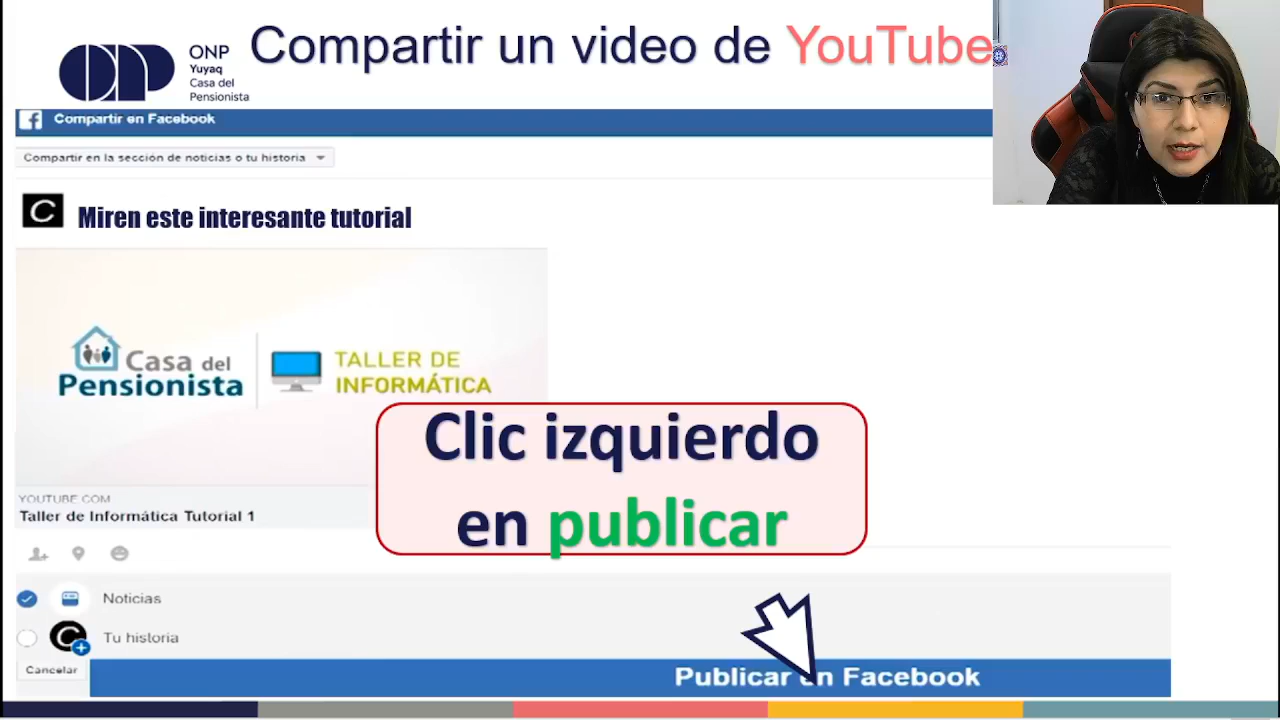 ONP
Yuyaq
Casa del
Pensionista
Compartir un video de YouTube
Compartir en Facebook
Compartir en la sección de noticias o tu historia
C
Miren este interesante tutorial
Casa del
Pensionista
TALLER DE
INFORMÁTICA
Clic izquierdo
en publicar
YOUTUBE.COM
Taller de Informática Tutorial 1
Noticias
Tu historia
Cancelar
Publicar en Facebook